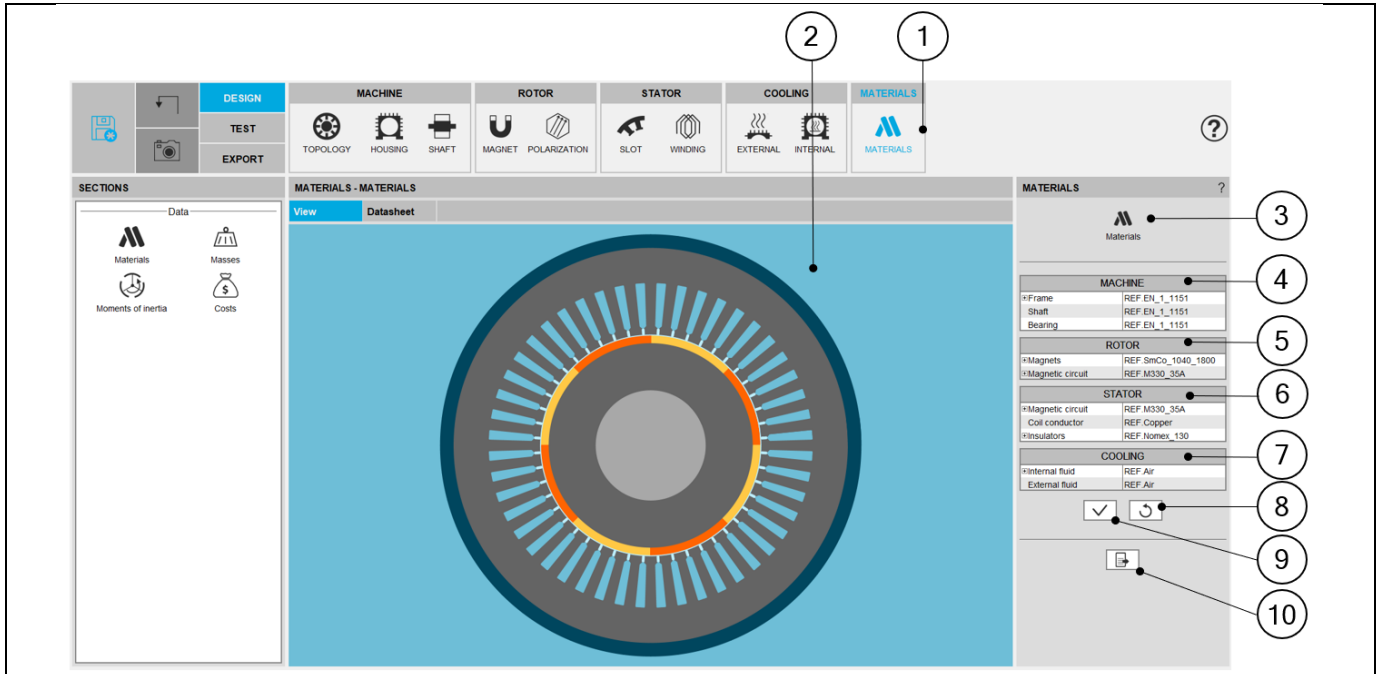 2 1
DESIGN MACHINE ROTOR STATOR COOLING MATERIALS
TEST
TOPOLOGY HOUSING SHAFT MAGNET POLARIZATION SLOT WINDING EXTERNAL INTERNAL MATERIALS ?
EXPORT
SECTIONS MATERIALS - MATERIALS MATERIALS ?
Data View Datasheet
Materials Masses
Moments of inertia $ Costs
Materials 3
MACHINE 4
Frame REF.EN_1_1151
Shaft REF.EN_1_1151
Bearing REF.EN_1_1151
ROTOR 5
Magnets REF.SmCo_1040_1800
Magnetic circuit REF.M330_35A
STATOR 6
Magnetic circuit REF.M330_35A
Coil conductor REF.Copper
Insulators REF.Nomex_130
COOLING 7
Internal fluid REF.Air
External fluid REF.Air
8
9
10